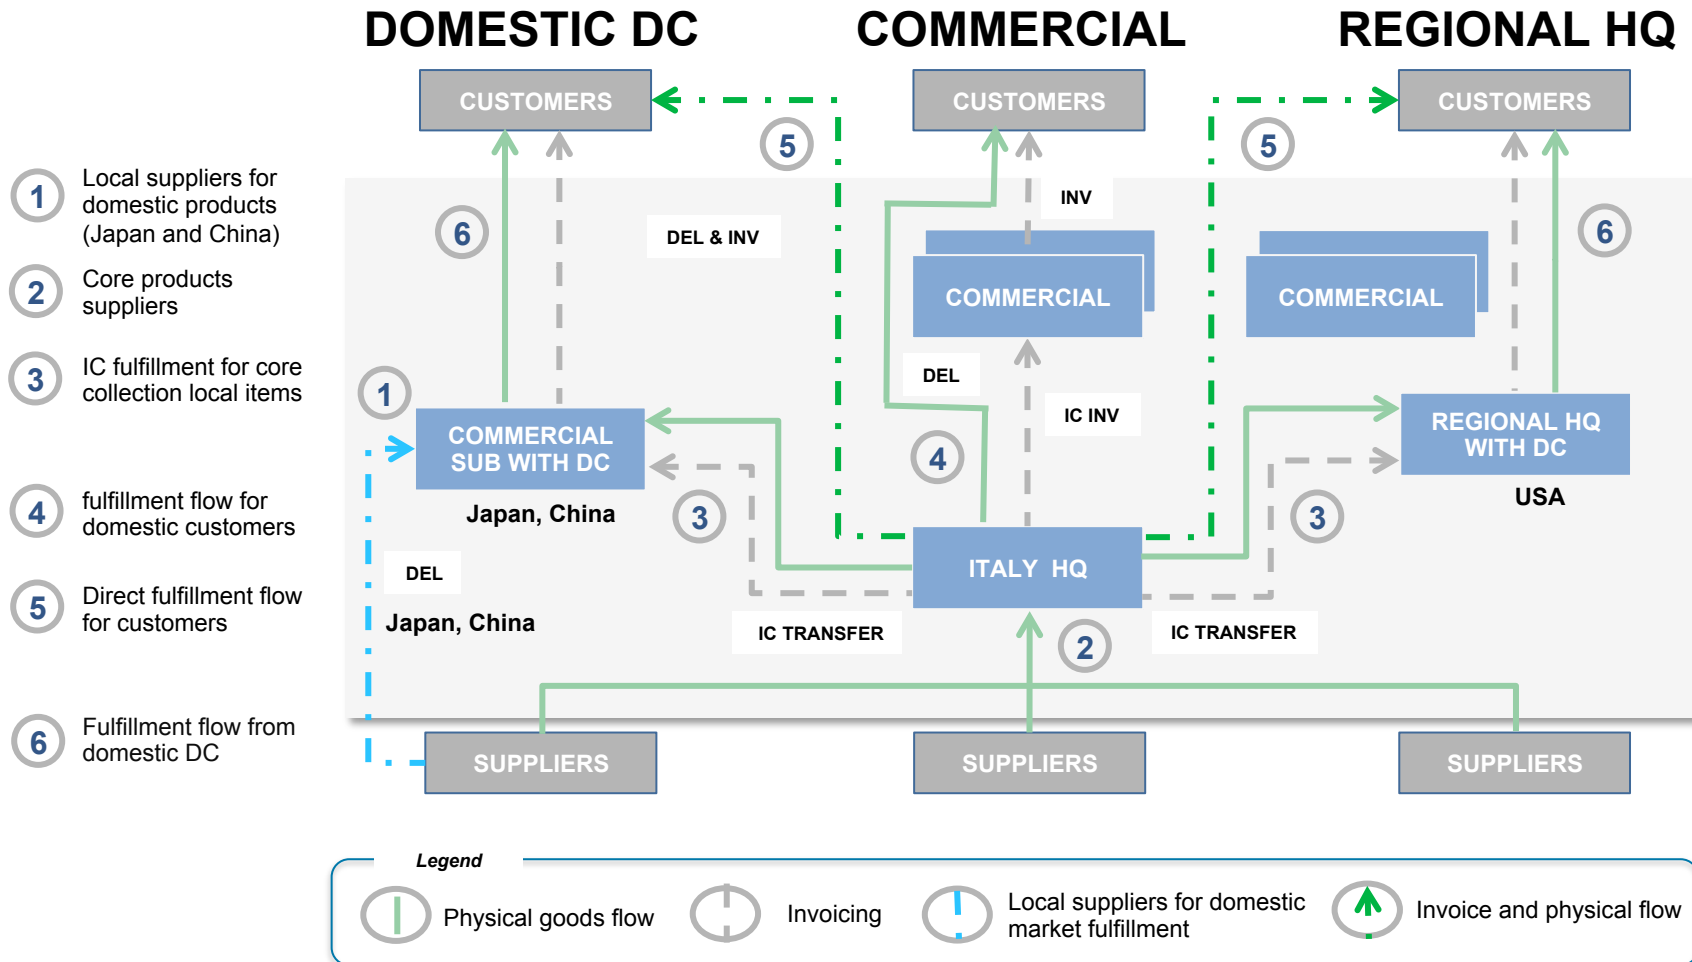 DOMESTIC DC
COMMERCIAL
REGIONAL HQ
CUSTOMERS
CUSTOMERS
CUSTOMERS
5
5
1
Local suppliers for
domestic products
(Japan and China)
2
Core products
suppliers
3
IC fulfillment for core
collection local items
4
fulfillment flow for
domestic customers
5
Direct fulfillment flow
for customers
6
Fulfillment flow from
domestic DC
6
DEL & INV
INV
6
COMMERCIAL
COMMERCIAL
1
DEL
IC INV
COMMERCIAL
SUB WITH DC
4
REGIONAL HQ
WITH DC
Japan, China
3
3
USA
DEL
ITALY HQ
Japan, China
IC TRANSFER
2
IC TRANSFER
SUPPLIERS
SUPPLIERS
SUPPLIERS
Legend
Physical goods flow
Invoicing
Local suppliers for domestic
market fulfillment
Invoice and physical flow